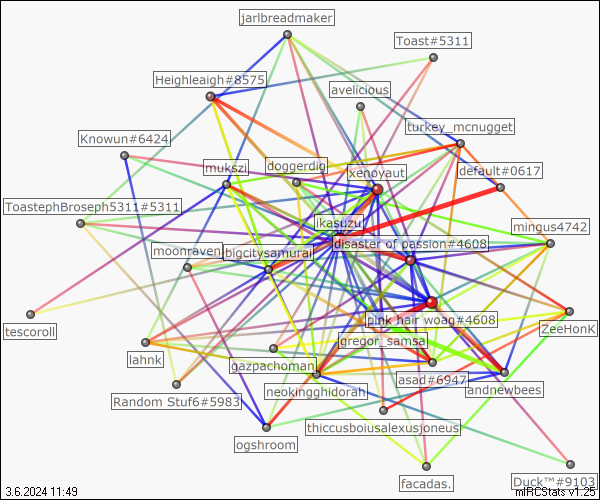 jarlbreadmaker
Toast#5311
Heighleaigh#8575
avelicious
turkey_mcnugget
Knowun#6424
mukszi
doggerdig
xenoyaut
default#0617
ToastephBroseph5311#5311
ikasuzu
mingus4742
moonraven
bigcitysamurai
disaster of passion#4608
tescoroll
pink hair woag#4608
ZeeHonK
lahnk
gregor_samsa
gazpachoman
asad#6947
andnewbees
Random Stuf6#5983
neokingghidorah
thiccusboiusalexusjoneus
ogshroom
facadas.
Duck™#9103
3.6.2024 11:49
mIRCStats v1.25